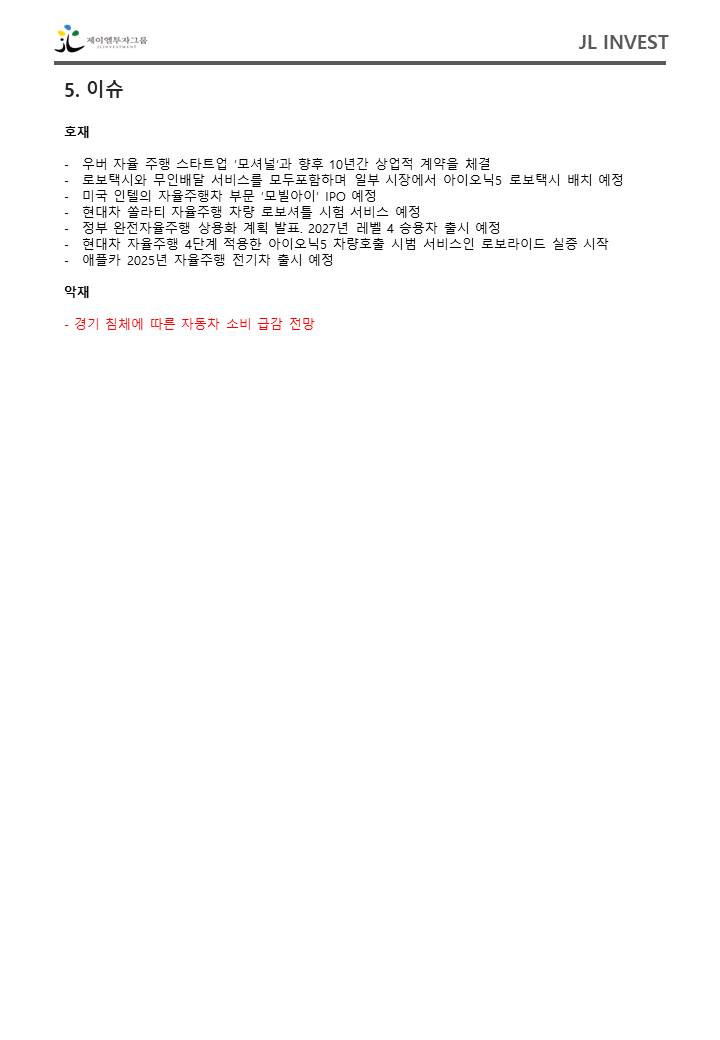 제이엘투자그룹
JLINVESTMENT
JL INVEST
5. 이슈
호재
- 우버 자율 주행 스타트업 '모셔널'과 향후 10년간 상업적 계약을 체결
- 로보택시와 무인배달 서비스를 모두포함하며 일부 시장에서 아이오닉5 로보택시 배치 예정
- 미국 인텔의 자율주행차 부문 '모빌아이' IPO 예정
- 현대차 쏠라티 자율주행 차량 로보셔틀 시험 서비스 예정
- 정부 완전자율주행 상용화 계획 발표. 2027년 레벨 4 승용차 출시 예정
- 현대차 자율주행 4단계 적용한 아이오닉5 차량호출 시범 서비스인 로보라이드 실증 시작
- 애플카 2025년 자율주행 전기차 출시 예정
악재
- 경기 침체에 따른 자동차 소비 급감 전망